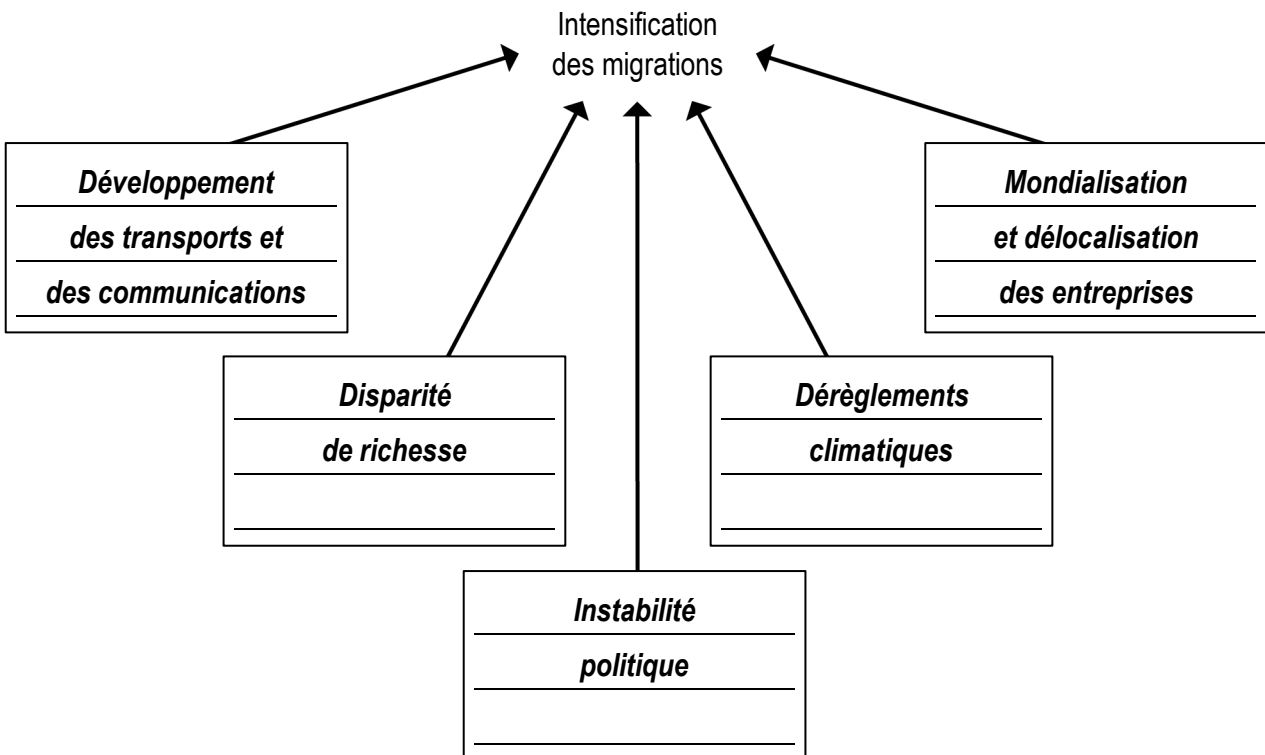 Intensification
des migrations
Développement
des transports et
des communications
Mondialisation
et délocalisation
des entreprises
Disparité
de richesse
Dérèglements
climatiques
Instabilité
politique